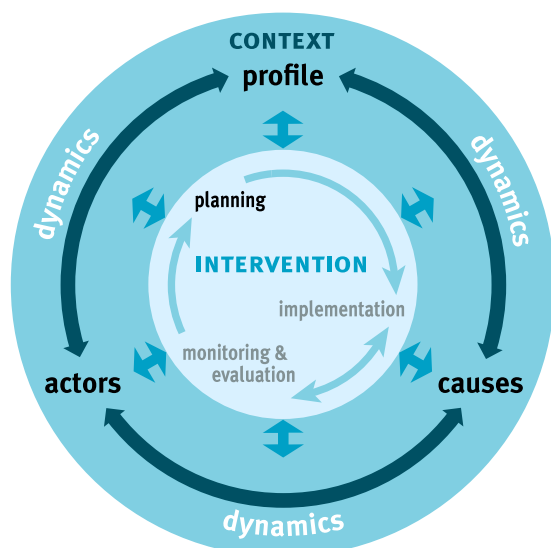 CONTEXT
profile
dynamics
dynamics
planning
INTERVENTION
implementation
monitoring &
evaluation
actors
causes
dynamics